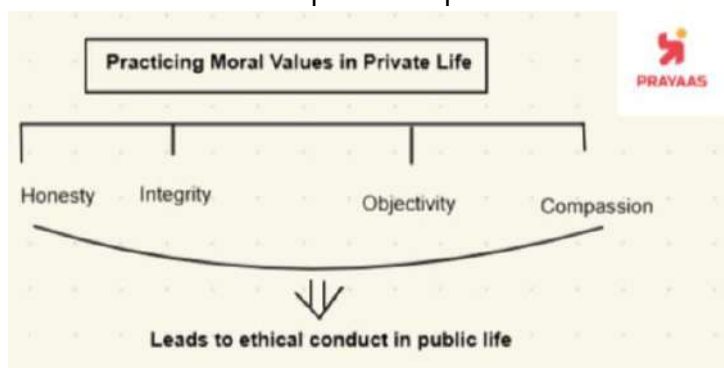 Practicing Moral Values in Private Life
PRAYAAS
Honesty Integrity Objectivity Compassion
Leads to ethical conduct in public life